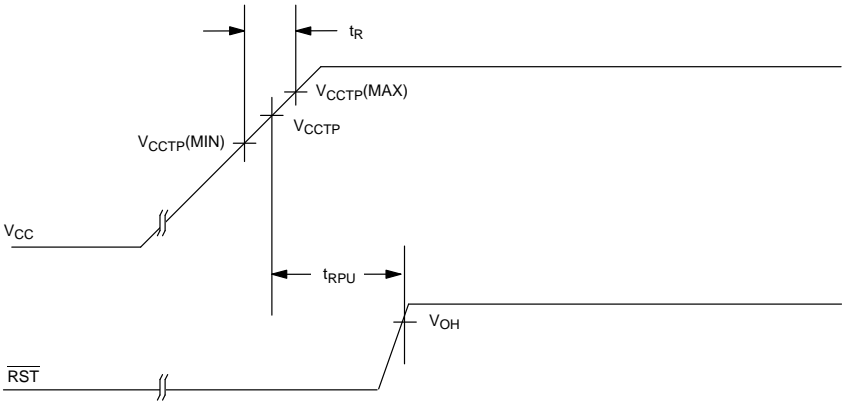 tR
VCCTP(MAX)
VCCTP
VCCTP(MIN)
VCC
tRPU
VOH
RST